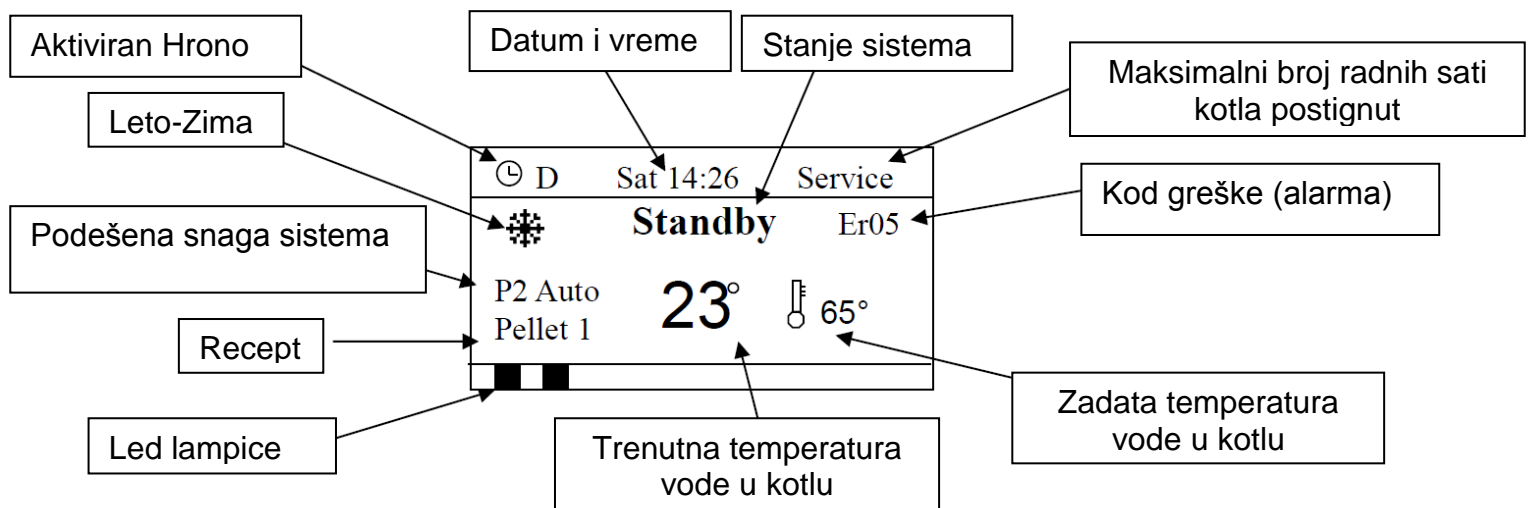 Aktiviran Hrono
Datum i vreme
Stanje sistema
Maksimalni broj radnih sati
kotla postignut
Leto-Zima
D
Sat 14:26
Service
Kod greške (alarma)
Podešena snaga sistema
Standby
Er05
P2 Auto
23°
65°
Pellet 1
Recept
Led lampice
Trenutna temperatura
vode u kotlu
Zadata temperatura
vode u kotlu